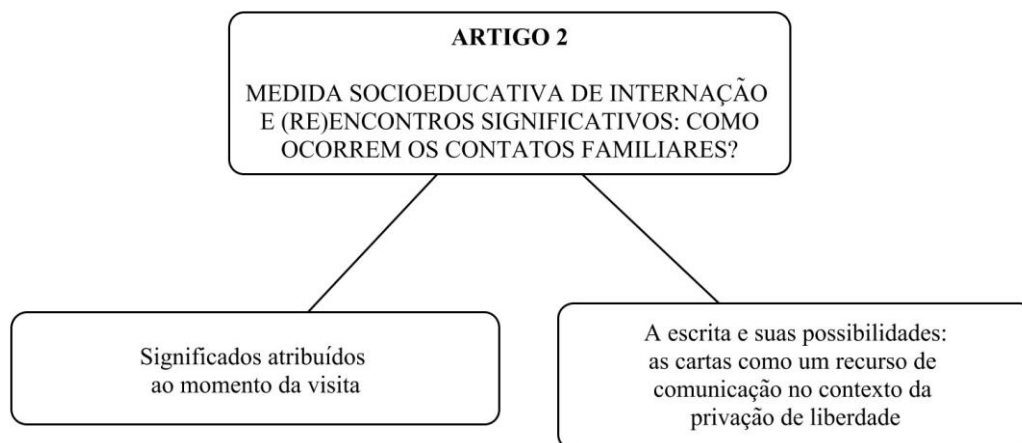 ARTIGO 2
MEDIDA SOCIOEDUCATIVA DE INTERNAÇÃO
E (RE)ENCONTROS SIGNIFICATIVOS: COMO
OCORREM OS CONTATOS FAMILIARES?
Significados atribuídos
ao momento da visita
A escrita e suas possibilidades:
as cartas como um recurso de
comunicação no contexto da
privação de liberdade